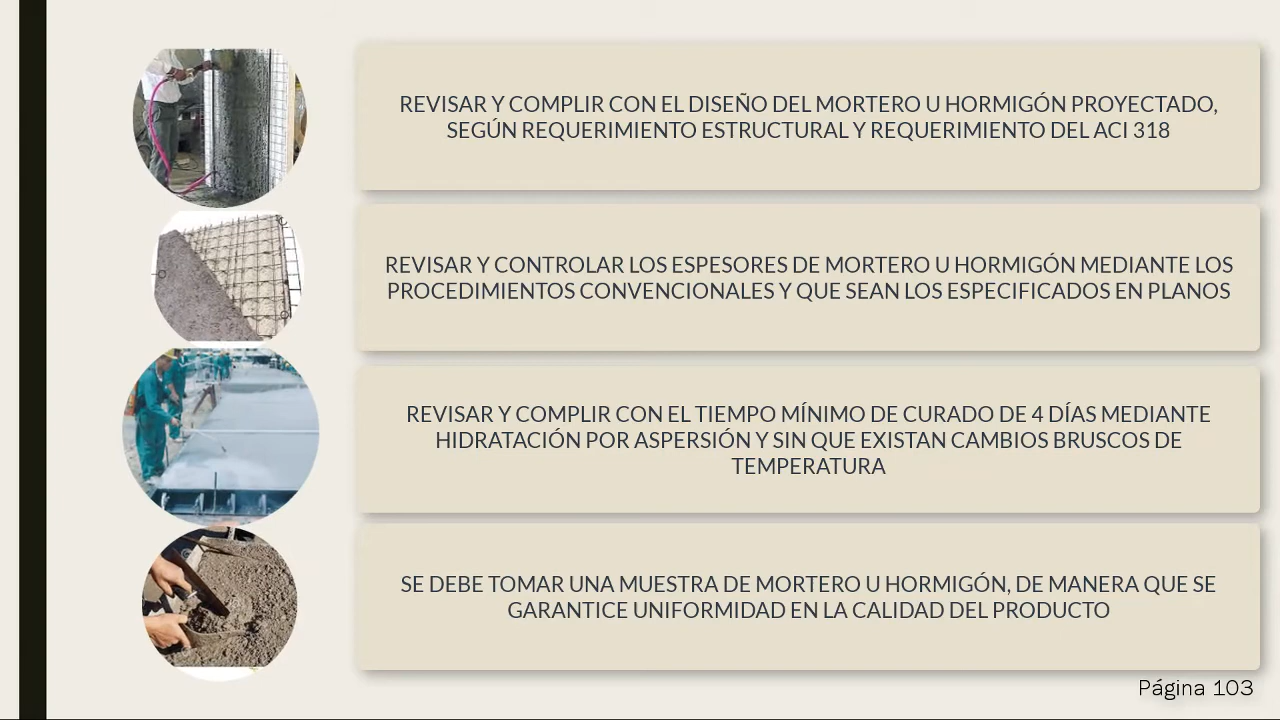 REVISAR Y COMPLIR CON EL DISEÑO DEL MORTERO U HORMIGÓN PROYECTADO,
SEGÚN REQUERIMIENTO ESTRUCTURAL Y REQUERIMIENTO DEL ACI 318
REVISAR Y CONTROLAR LOS ESPESORES DE MORTERO U HORMIGÓN MEDIANTE LOS
PROCEDIMIENTOS CONVENCIONALES Y QUE SEAN LOS ESPECIFICADOS EN PLANOS
REVISAR Y COMPLIR CON EL TIEMPO MÍNIMO DE CURADO DE 4 DÍAS MEDIANTE
HIDRATACIÓN POR ASPERSIÓN Y SIN QUE EXISTAN CAMBIOS BRUSCOS DE
TEMPERATURA
SE DEBE TOMAR UNA MUESTRA DE MORTERO U HORMIGÓN, DE MANERA QUE SE
GARANTICE UNIFORMIDAD EN LA CALIDAD DEL PRODUCTO
Página 103